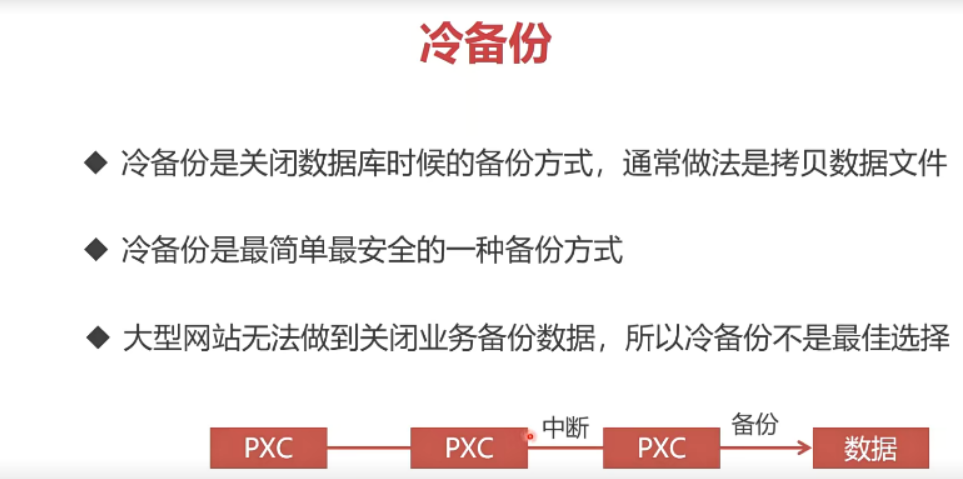 冷备份
◆ 冷备份是关闭数据库时候的备份方式，通常做法是拷贝数据文件
◆ 冷备份是最简单最安全的一种备份方式
◆ 大型网站无法做到关闭业务备份数据，所以冷备份不是最佳选择
PXC PXC 中断 PXC 备份 数据